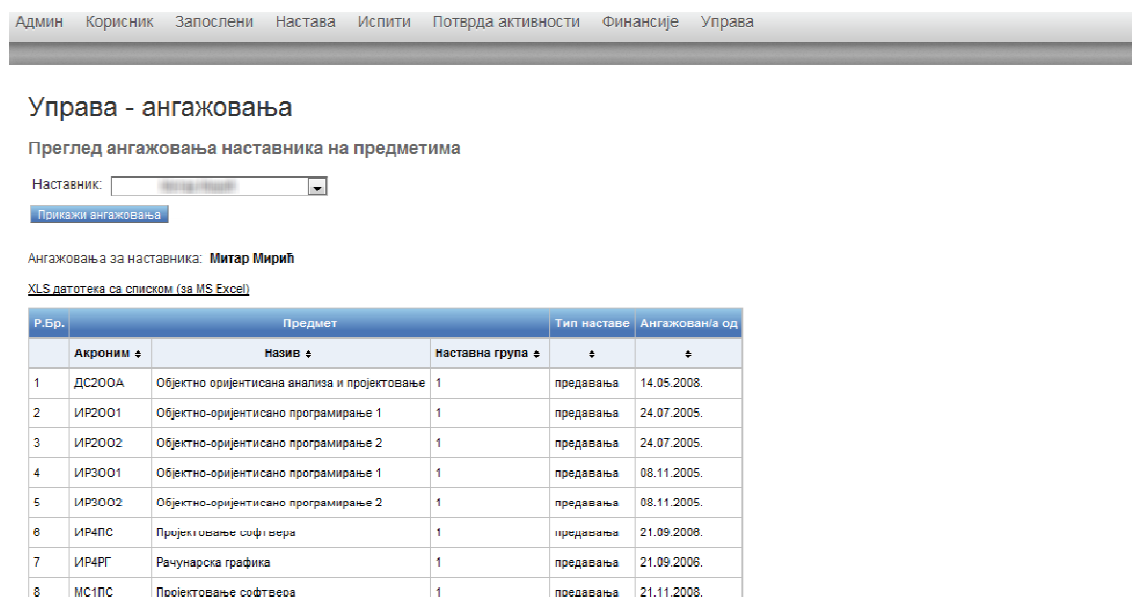 Админ Корисник Запослени Настава Испити Потврда активности Финансије Управа
Управа - ангажовања
Преглед ангажовања наставника на предметима
Наставник:
Прикажи ангажовања
Ангажовања за наставника: Митар Мирић
XLS датотека са списком (за MS Excel)
Р.Бр. Предмет Тип наставе Ангажован/а од
Акроним Назив Наставна група
1 ДС2ООА Објектно оријентисана анализа и пројектовање 1 предавања 14.05.2008.
2 ИР2ОО1 Објектно-оријентисано програмирање 1 1 предавања 24.07.2005.
3 ИР2ОО2 Објектно-оријентисано програмирање 2 1 предавања 24.07.2005.
4 ИР3ОО1 Објектно-оријентисано програмирање 1 1 предавања 08.11.2005.
5 ИР3ОО2 Објектно-оријентисано програмирање 2 1 предавања 08.11.2005.
6 ИР4ПС Пројектовање софтвера 1 предавања 21.09.2006.
7 ИР4РГ Рачунарска графика 1 предавања 21.09.2006.
8 МС1ПС Пројектовање софтвера 1 предавања 21.11.2008.